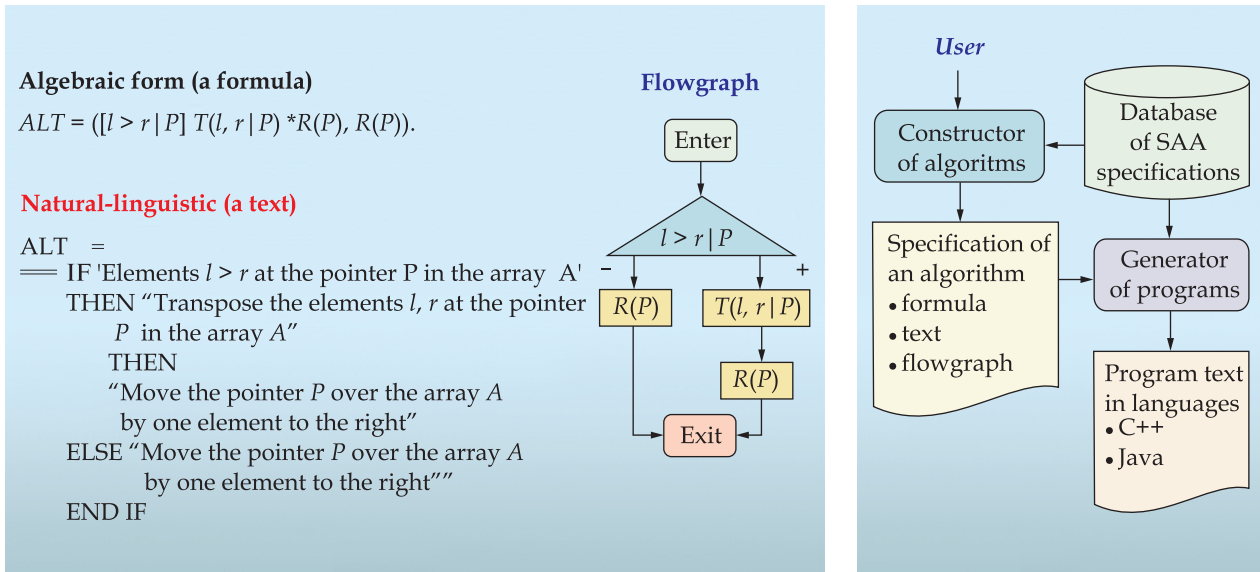 Algebraic form (a formula)
ALT = ([l > r | P] T(l, r | P) *R(P), R(P)).
Natural-linguistic (a text)
ALT =
IF 'Elements l > r at the pointer P in the array A'
THEN “Transpose the elements l, r at the pointer
P in the array A”
THEN
“Move the pointer P over the array A
by one element to the right”
ELSE “Move the pointer P over the array A
by one element to the right””
END IF
Flowgraph
Enter
l > r | P
− +
R(P) T(l, r | P)
R(P)
Exit
User
Constructor
of algoritms
Database
of SAA
specifications
Specification of
an algorithm
• formula
• text
• flowgraph
Generator
of programs
Program text
in languages
• C++
• Java